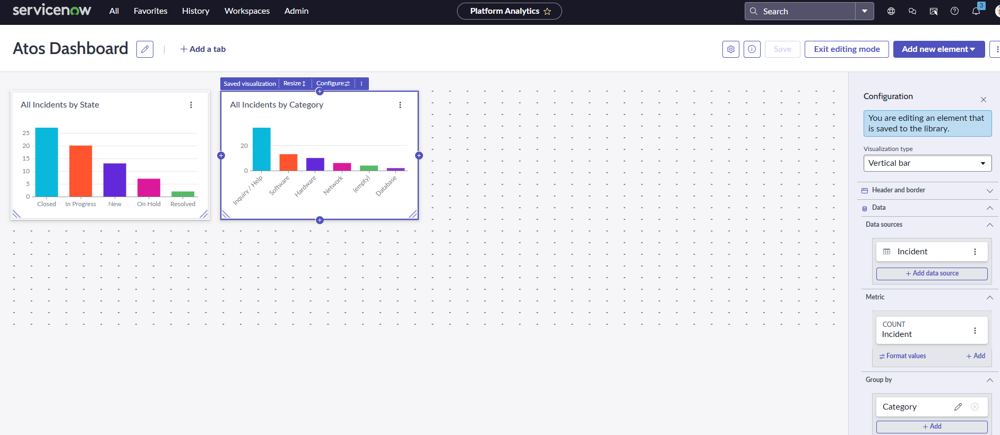 servicenow
All Favorites History Workspaces Admin
Platform Analytics
Search
3
Atos Dashboard
Add a tab
Save
Exit editing mode
Add new element
Saved visualization Resize Configure
All Incidents by State
25
20
15
10
5
0
Closed In Progress New On Hold Resolved
All Incidents by Category
20
0
Inquiry / Help Software Hardware Network (empty) Database
Configuration
You are editing an element that
is saved to the library.
Visualization type
Vertical bar
Header and border
Data
Data sources
Incident
+ Add data source
Metric
COUNT
Incident
Format values + Add
Group by
Category
+ Add